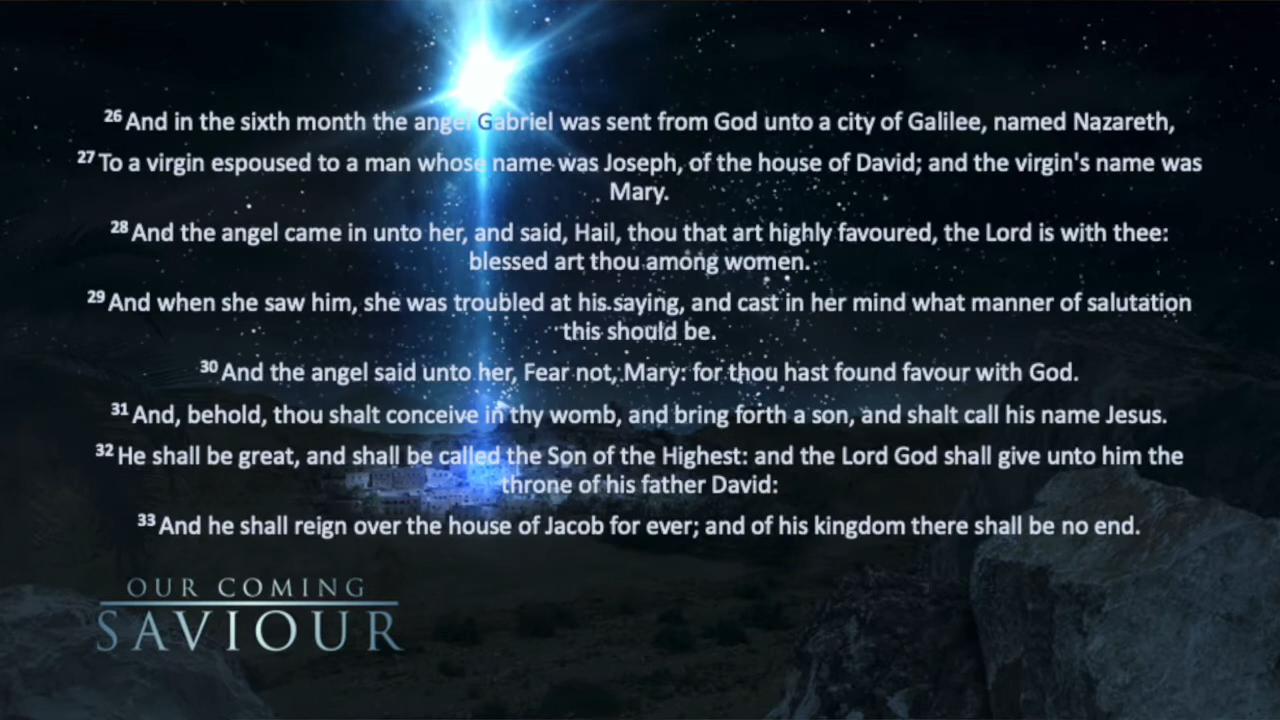 26 And in the sixth month the angel Gabriel was sent from God unto a city of Galilee, named Nazareth,
27 To a virgin espoused to a man whose name was Joseph, of the house of David; and the virgin's name was
Mary.
28 And the angel came in unto her, and said, Hail, thou that art highly favoured, the Lord is with thee:
blessed art thou among women.
29 And when she saw him, she was troubled at his saying, and cast in her mind what manner of salutation
this should be.
30 And the angel said unto her, Fear not, Mary: for thou hast found favour with God.
31 And, behold, thou shalt conceive in thy womb, and bring forth a son, and shalt call his name Jesus.
32 He shall be great, and shall be called the Son of the Highest: and the Lord God shall give unto him the
throne of his father David:
33 And he shall reign over the house of Jacob for ever; and of his kingdom there shall be no end.
OUR COMING
SAVIOUR